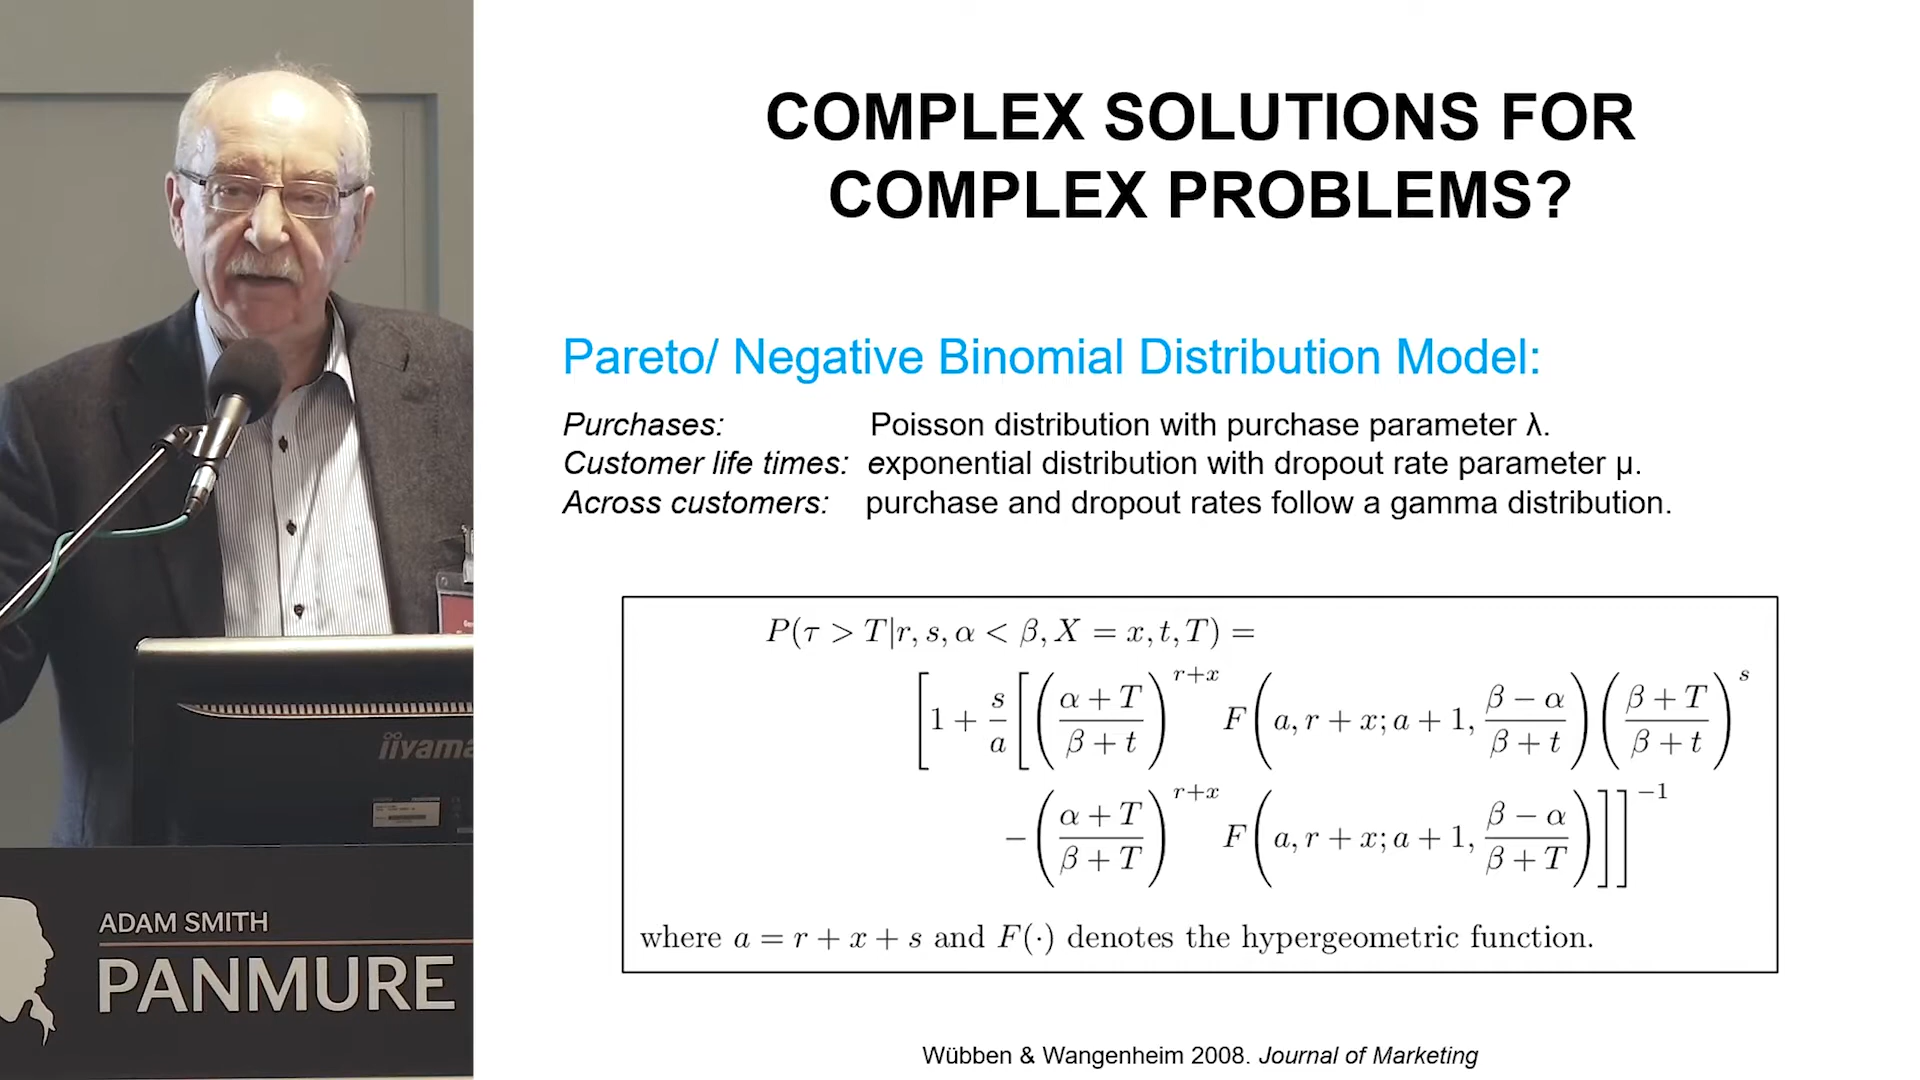 COMPLEX SOLUTIONS FOR
COMPLEX PROBLEMS?
Pareto/ Negative Binomial Distribution Model:
Purchases: Poisson distribution with purchase parameter λ.
Customer life times: exponential distribution with dropout rate parameter μ.
Across customers: purchase and dropout rates follow a gamma distribution.
P(τ > T|r, s, α < β, X = x, t, T) =
[1 + s/a [((α + T)/(β + t))^(r+x) F(a, r + x; a + 1, (β − α)/(β + t)) ((β + T)/(β + t))^s
−((α + T)/(β + T))^(r+x) F(a, r + x; a + 1, (β − α)/(β + T))]]^(−1)
where a = r + x + s and F(·) denotes the hypergeometric function.
Wübben & Wangenheim 2008. Journal of Marketing
iiyama
ADAM SMITH
PANMURE